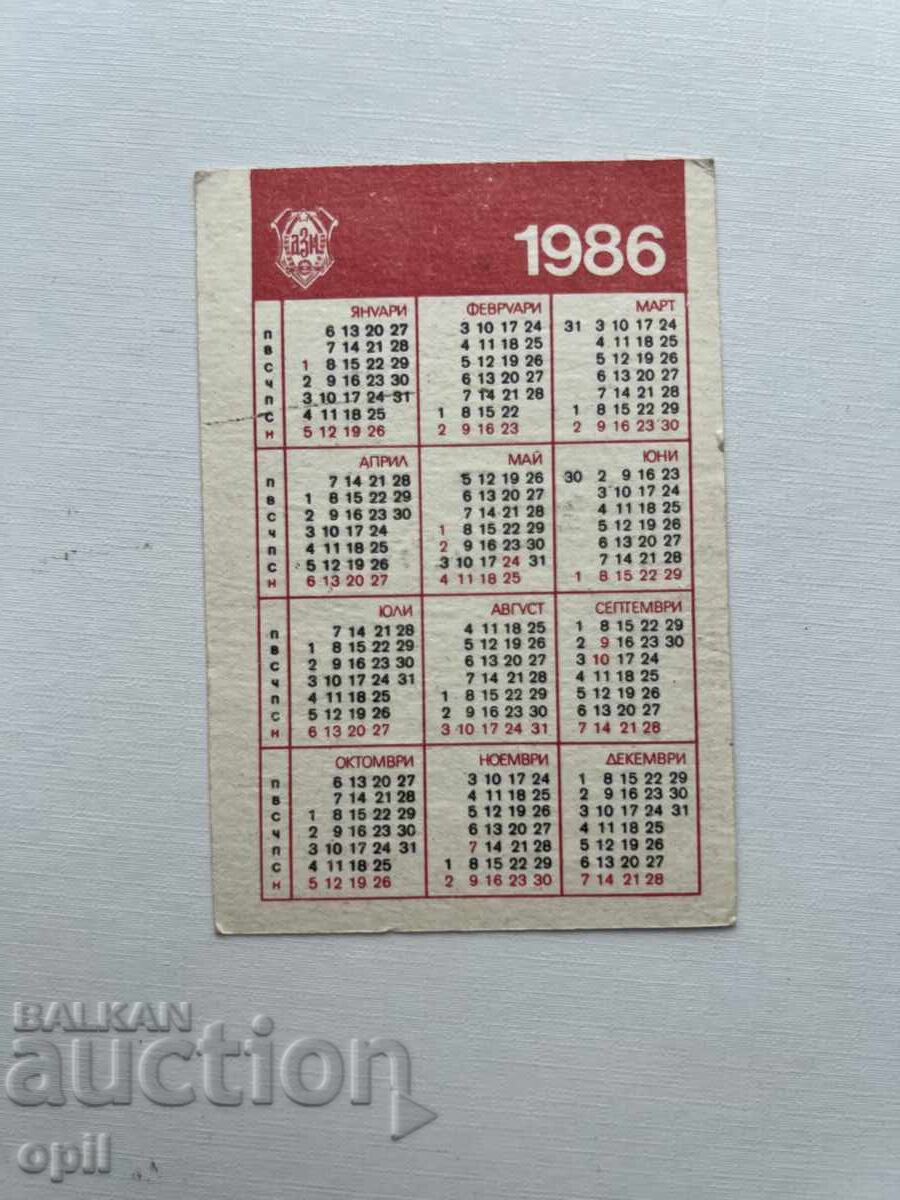 ДЗИ
1986
ЯНУАРИ ФЕВРУАРИ МАРТ
П 6 13 20 27 3 10 17 24 31 3 10 17 24
В 7 14 21 28 4 11 18 25 4 11 18 25
С 1 8 15 22 29 5 12 19 26 5 12 19 26
Ч 2 9 16 23 30 6 13 20 27 6 13 20 27
П 3 10 17 24 31 7 14 21 28 7 14 21 28
С 4 11 18 25 1 8 15 22 1 8 15 22 29
Н 5 12 19 26 2 9 16 23 2 9 16 23 30
АПРИЛ МАЙ ЮНИ
П 7 14 21 28 5 12 19 26 30 2 9 16 23
В 1 8 15 22 29 6 13 20 27 3 10 17 24
С 2 9 16 23 30 7 14 21 28 4 11 18 25
Ч 3 10 17 24 1 8 15 22 29 5 12 19 26
П 4 11 18 25 2 9 16 23 30 6 13 20 27
С 5 12 19 26 3 10 17 24 31 7 14 21 28
Н 6 13 20 27 4 11 18 25 1 8 15 22 29
ЮЛИ АВГУСТ СЕПТЕМВРИ
П 7 14 21 28 4 11 18 25 1 8 15 22 29
В 1 8 15 22 29 5 12 19 26 2 9 16 23 30
С 2 9 16 23 30 6 13 20 27 3 10 17 24
Ч 3 10 17 24 31 7 14 21 28 4 11 18 25
П 4 11 18 25 1 8 15 22 29 5 12 19 26
С 5 12 19 26 2 9 16 23 30 6 13 20 27
Н 6 13 20 27 3 10 17 24 31 7 14 21 28
ОКТОМВРИ НОЕМВРИ ДЕКЕМВРИ
П 6 13 20 27 3 10 17 24 1 8 15 22 29
В 7 14 21 28 4 11 18 25 2 9 16 23 30
С 1 8 15 22 29 5 12 19 26 3 10 17 24 31
Ч 2 9 16 23 30 6 13 20 27 4 11 18 25
П 3 10 17 24 31 7 14 21 28 5 12 19 26
С 4 11 18 25 1 8 15 22 29 6 13 20 27
Н 5 12 19 26 2 9 16 23 30 7 14 21 28
BALKAN
auction
opil